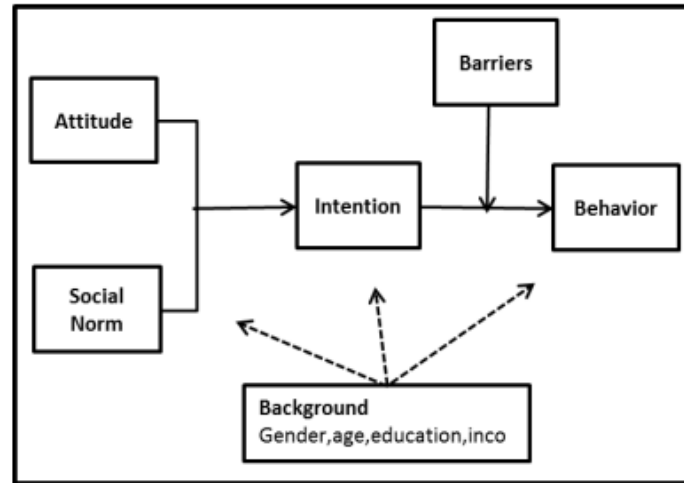 Barriers
Attitude
Intention
Behavior
Social
Norm
Background
Gender,age,education,inco